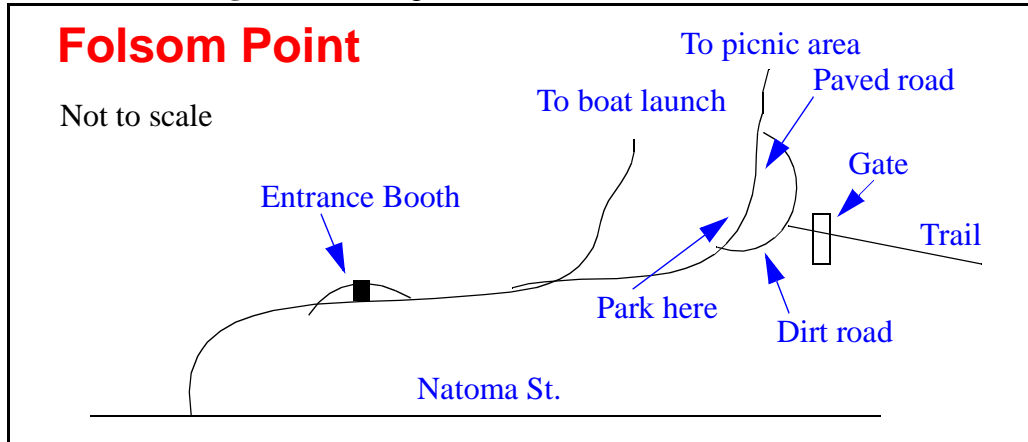 Folsom Point
To picnic area
Paved road
To boat launch
Not to scale
Gate
Entrance Booth
Trail
Park here
Dirt road
Natoma St.